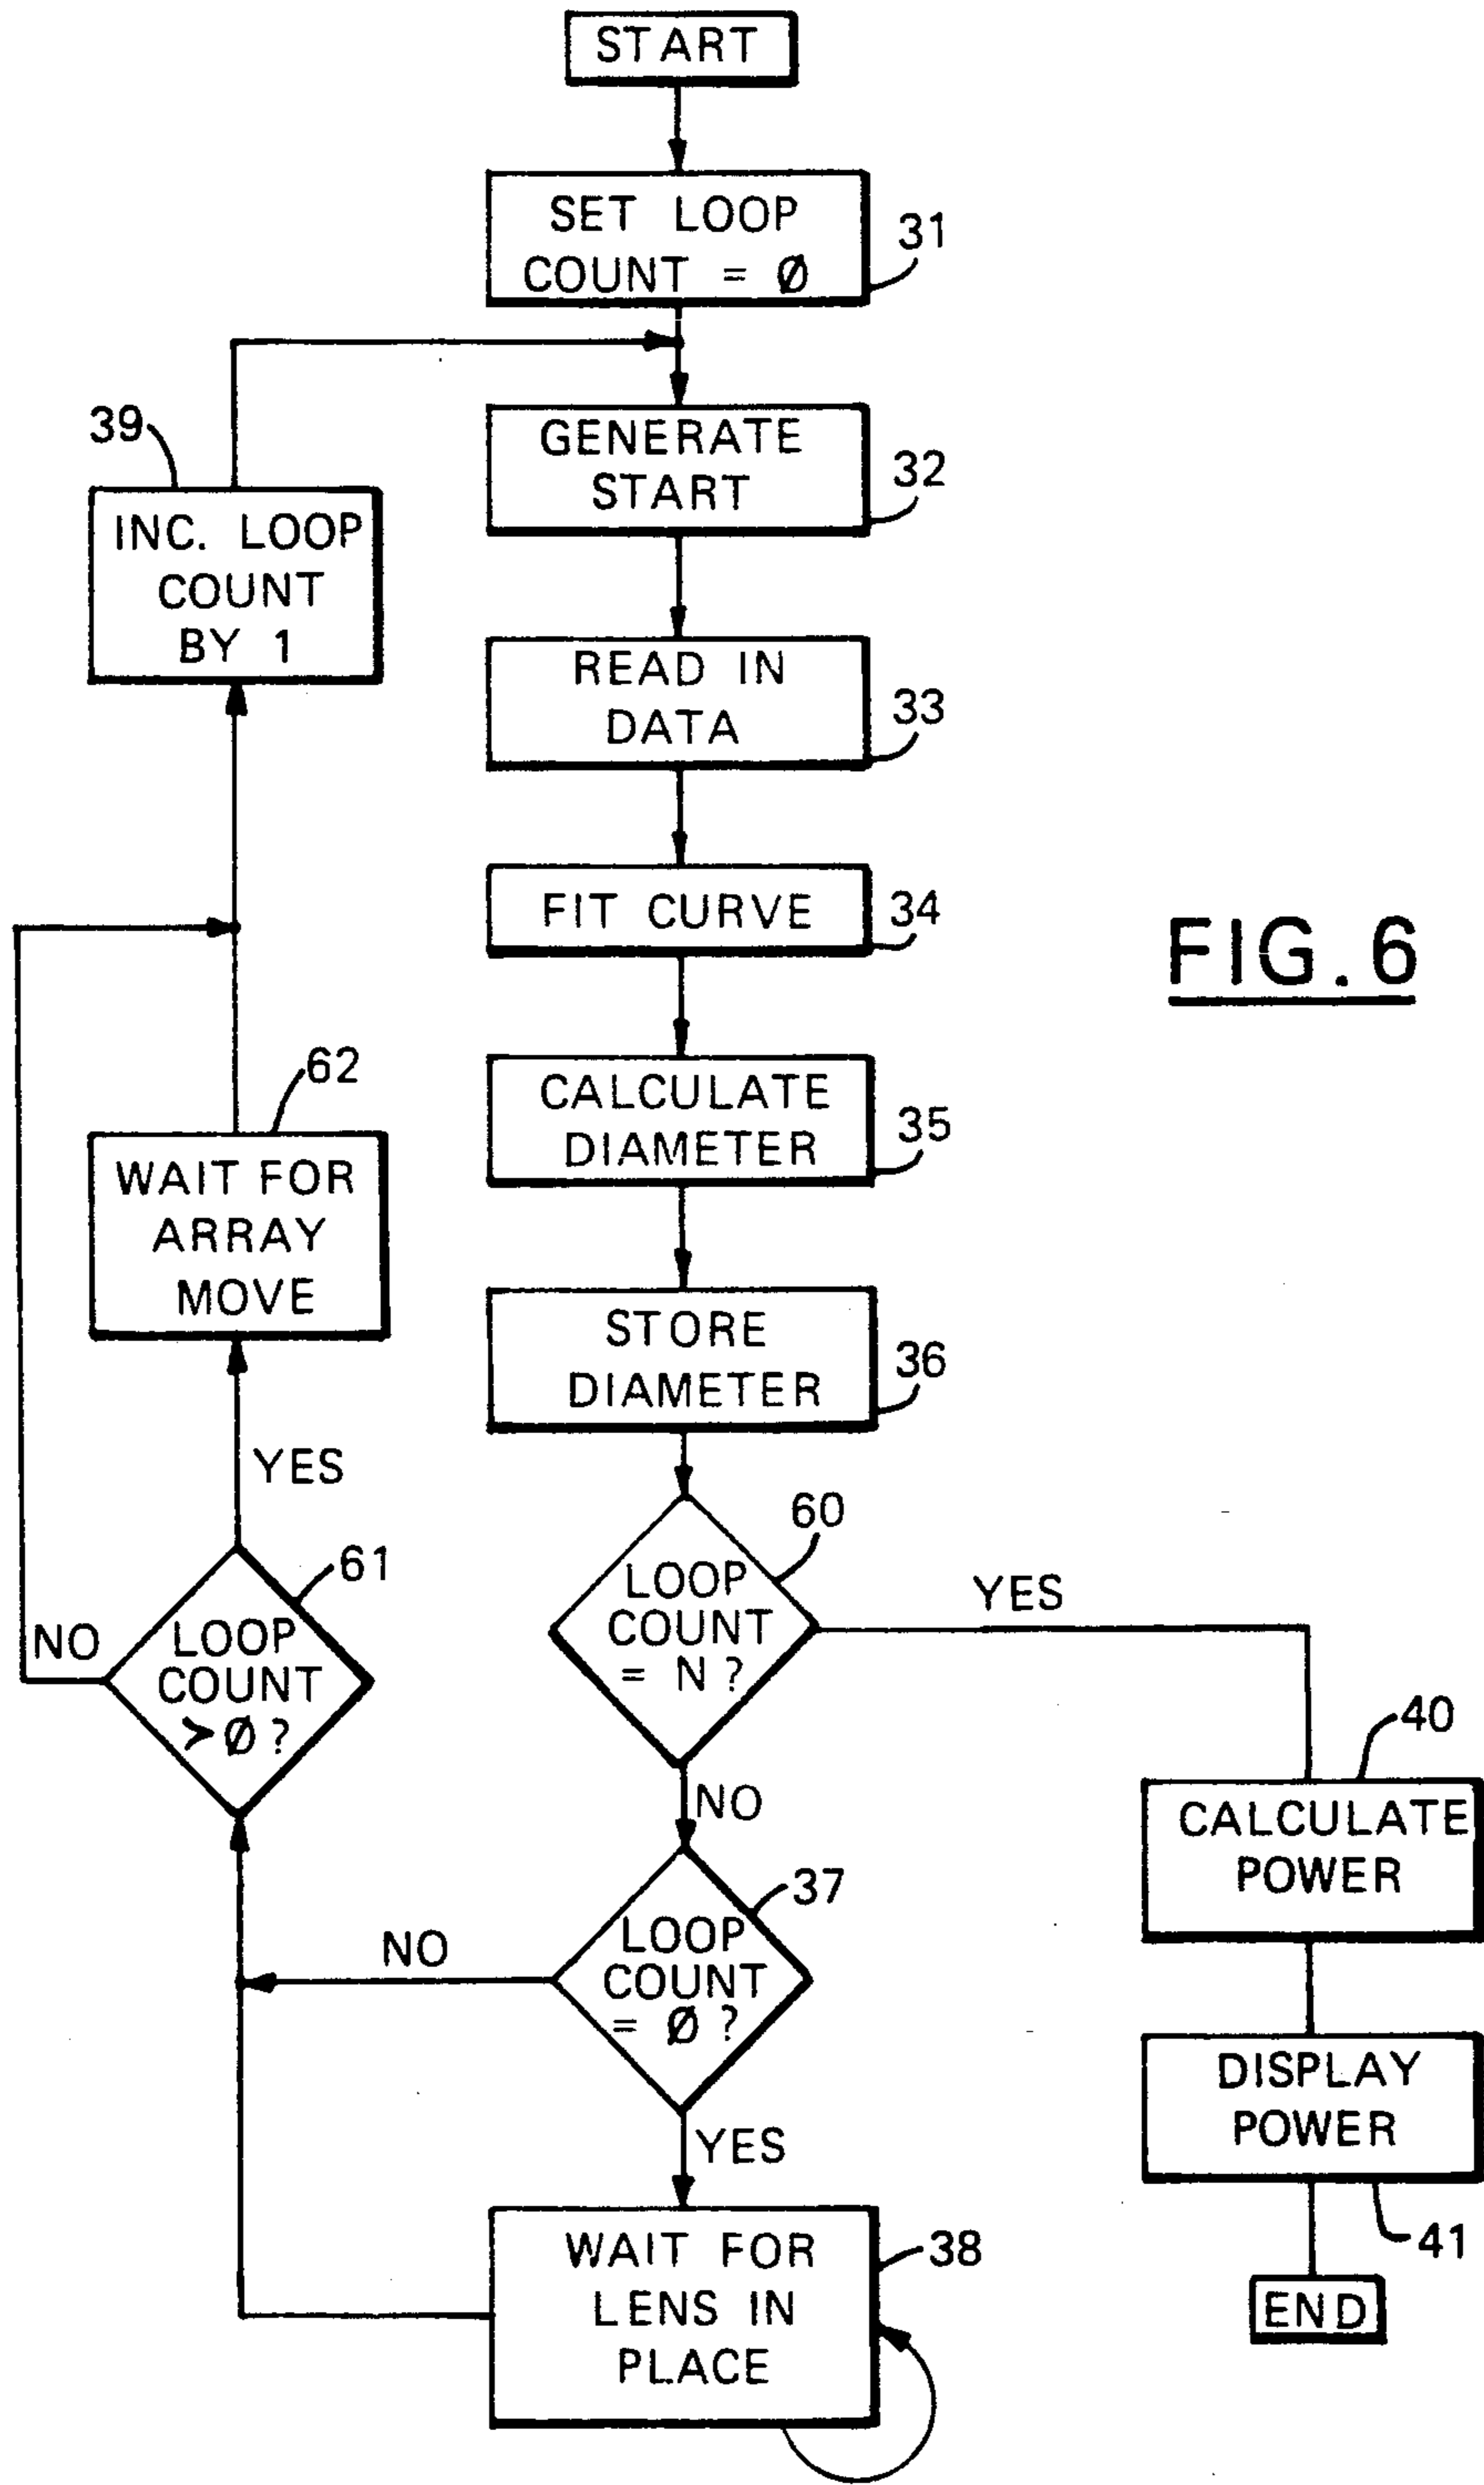 START
SET LOOP
COUNT = Ø
31
39
GENERATE
START
32
INC. LOOP
COUNT
BY 1
READ IN
DATA
33
FIT CURVE
34
FIG. 6
62
CALCULATE
DIAMETER
35
WAIT FOR
ARRAY
MOVE
STORE
DIAMETER
36
YES
60
61
LOOP
COUNT
= N ?
YES
NO
LOOP
COUNT
> Ø ?
40
NO
CALCULATE
POWER
37
LOOP
COUNT
= Ø ?
NO
DISPLAY
POWER
41
YES
WAIT FOR
LENS IN
PLACE
38
END